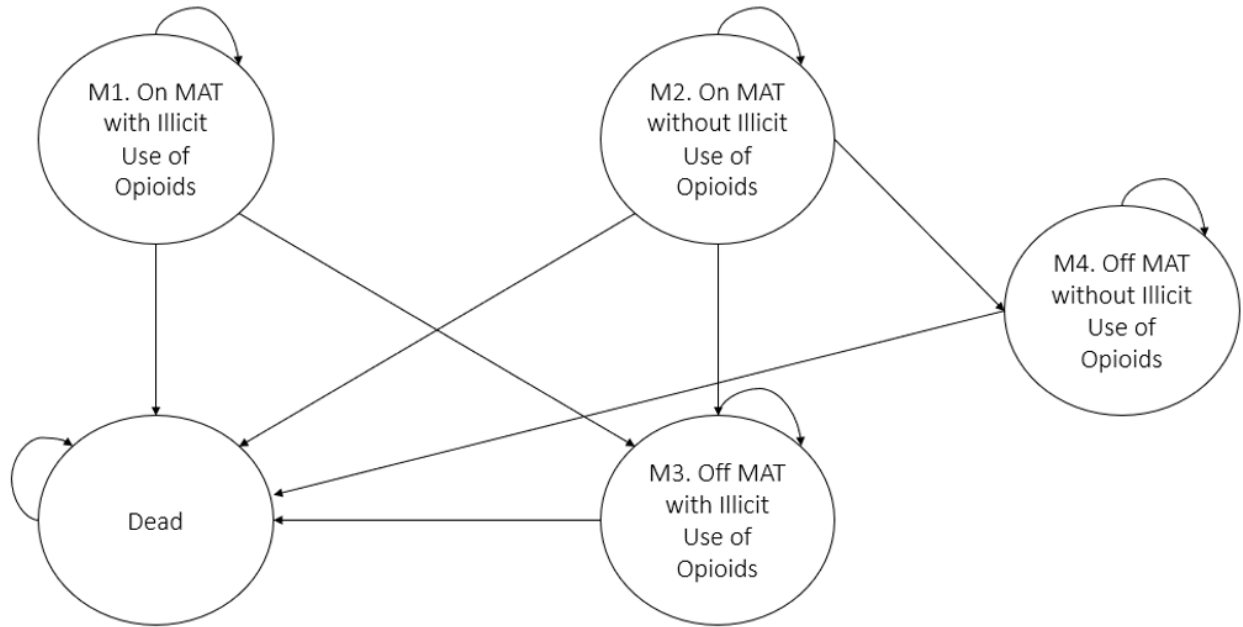 M1. On MAT
with Illicit
Use of
Opioids
M2. On MAT
without Illicit
Use of
Opioids
M4. Off MAT
without Illicit
Use of
Opioids
Dead
M3. Off MAT
with Illicit
Use of
Opioids